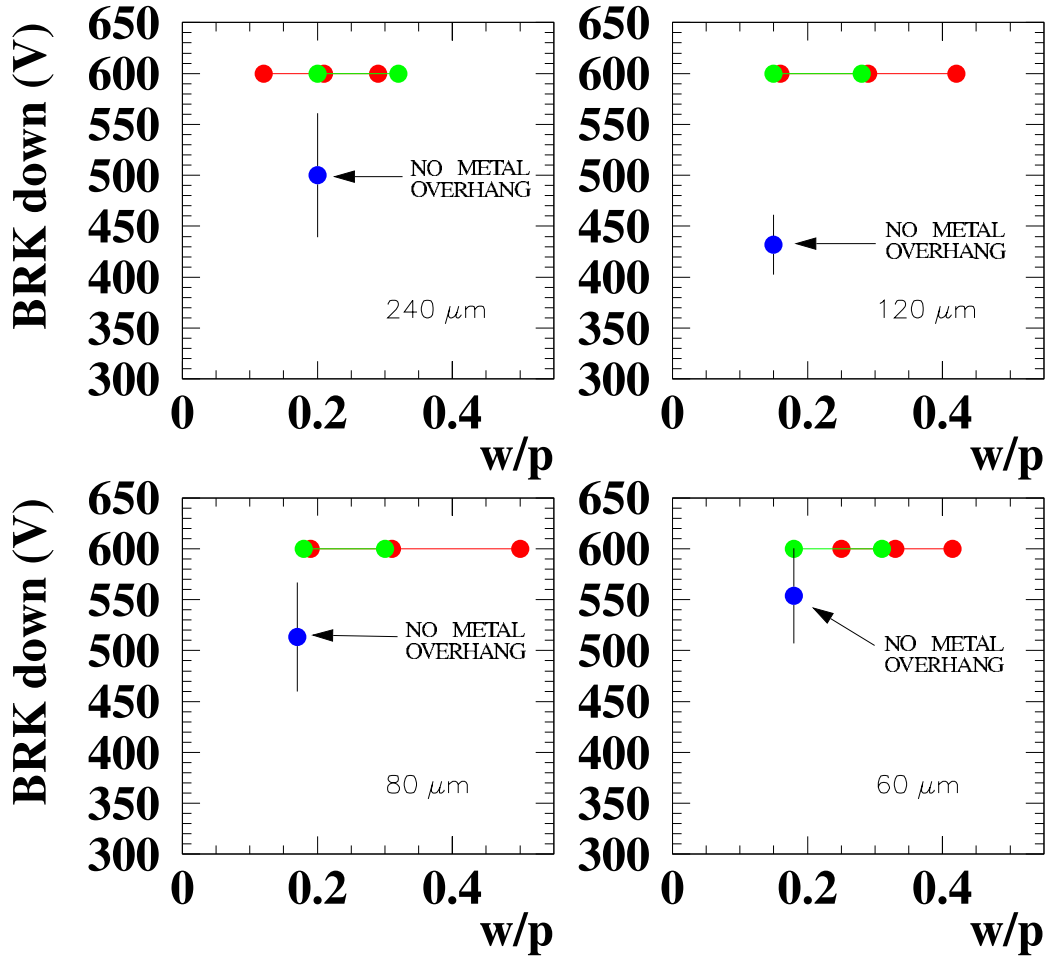 BRK down (V)
650
600
550
500
450
400
350
300
NO METAL
OVERHANG
240 μm
0
0.2
0.4
w/p
650
600
550
500
450
400
350
300
NO METAL
OVERHANG
120 μm
0
0.2
0.4
w/p
BRK down (V)
650
600
550
500
450
400
350
300
NO METAL
OVERHANG
80 μm
0
0.2
0.4
w/p
650
600
550
500
450
400
350
300
NO METAL
OVERHANG
60 μm
0
0.2
0.4
w/p